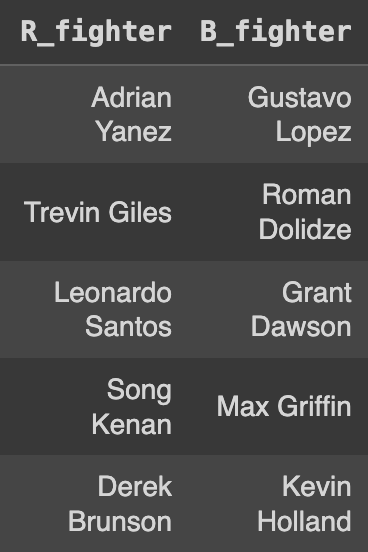 R_fighter B_fighter
Adrian Gustavo
Yanez Lopez
Trevin Giles Roman
Dolidze
Leonardo Grant
Santos Dawson
Song
Kenan Max Griffin
Derek Kevin
Brunson Holland